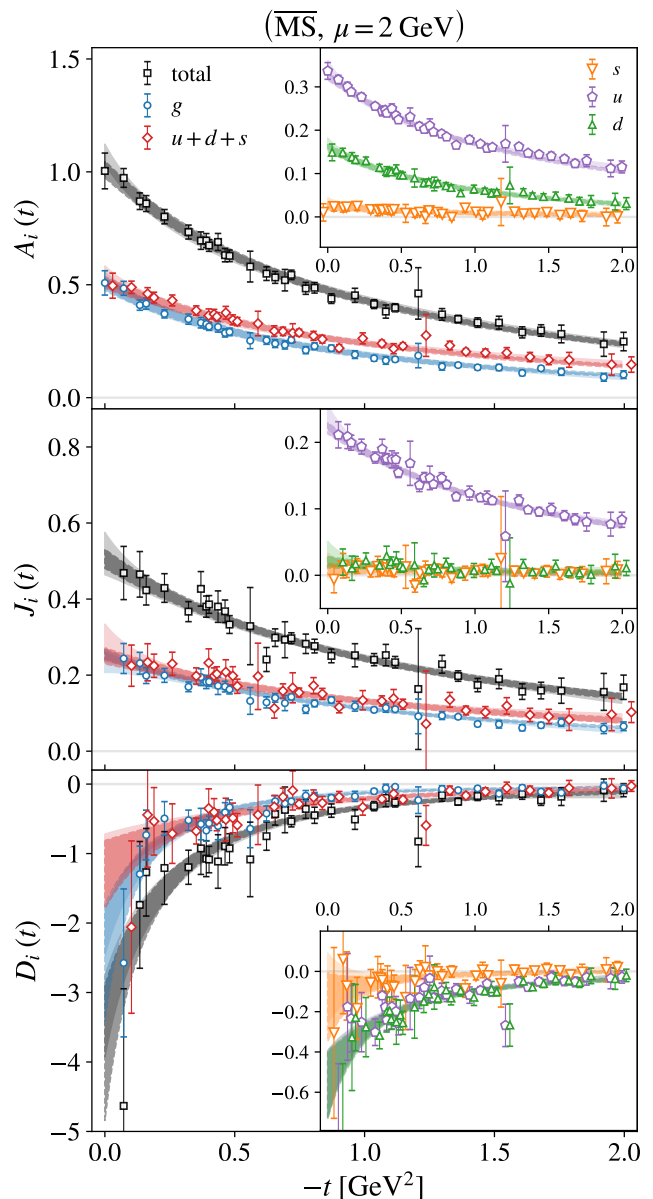 (MS̅, μ = 2 GeV)
1.5
1.0
0.5
0.0
A_i(t)
total
g
u + d + s
0.3
0.2
0.1
0.0
s
u
d
0.0 0.5 1.0 1.5 2.0
0.8
0.6
0.4
0.2
0.0
J_i(t)
0.2
0.1
0.0
0.0 0.5 1.0 1.5 2.0
0
−1
−2
−3
−4
−5
D_i(t)
0.0 0.5 1.0 1.5 2.0
0.0
−0.2
−0.4
−0.6
0.0 0.5 1.0 1.5 2.0
−t [GeV²]